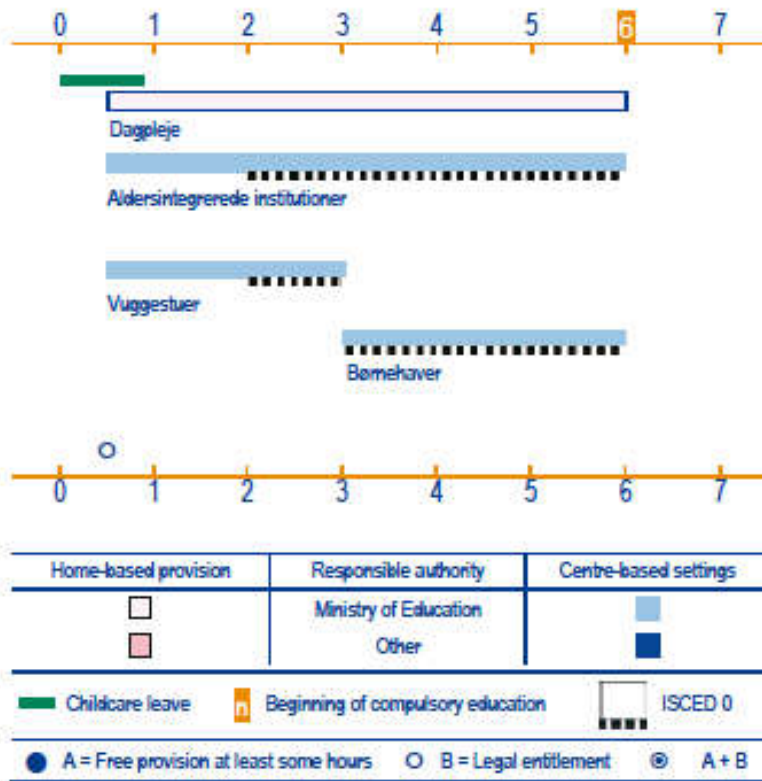 0 1 2 3 4 5 6 7
Dagpleje
Aldersintegrerede institutioner
Vuggestuer
Børnehaver
0 1 2 3 4 5 6 7
Home-based provision Responsible authority Centre-based settings
Ministry of Education
Other
Childcare leave n Beginning of compulsory education ISCED 0
A = Free provision at least some hours B = Legal entitlement A + B